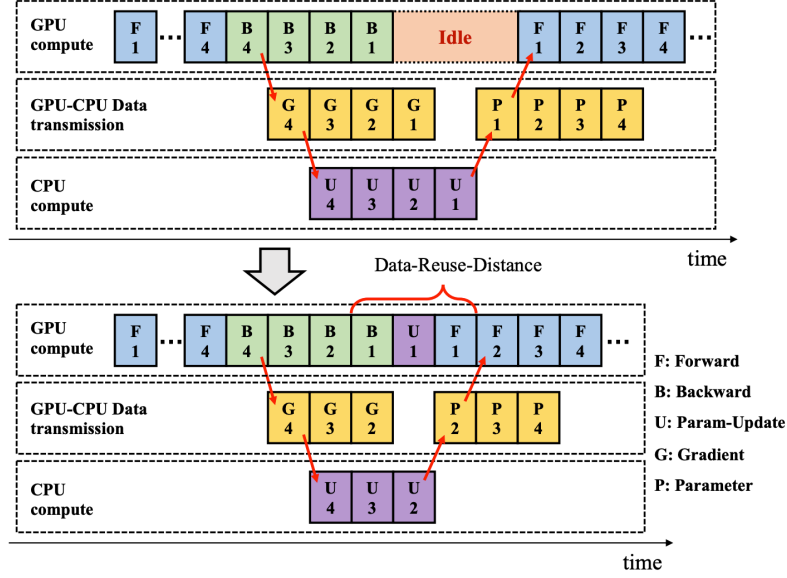 GPU
compute
F ... F B B B B Idle F F F F ...
1 4 4 3 2 1 1 2 3 4
GPU-CPU Data
transmission
G G G G P P P P
4 3 2 1 1 2 3 4
CPU
compute
U U U U
4 3 2 1
time
Data-Reuse-Distance
GPU
compute
F ... F B B B B U F F F F ...
1 4 4 3 2 1 1 1 2 3 4
GPU-CPU Data
transmission
G G G P P P
4 3 2 2 3 4
CPU
compute
U U U
4 3 2
time
F: Forward
B: Backward
U: Param-Update
G: Gradient
P: Parameter